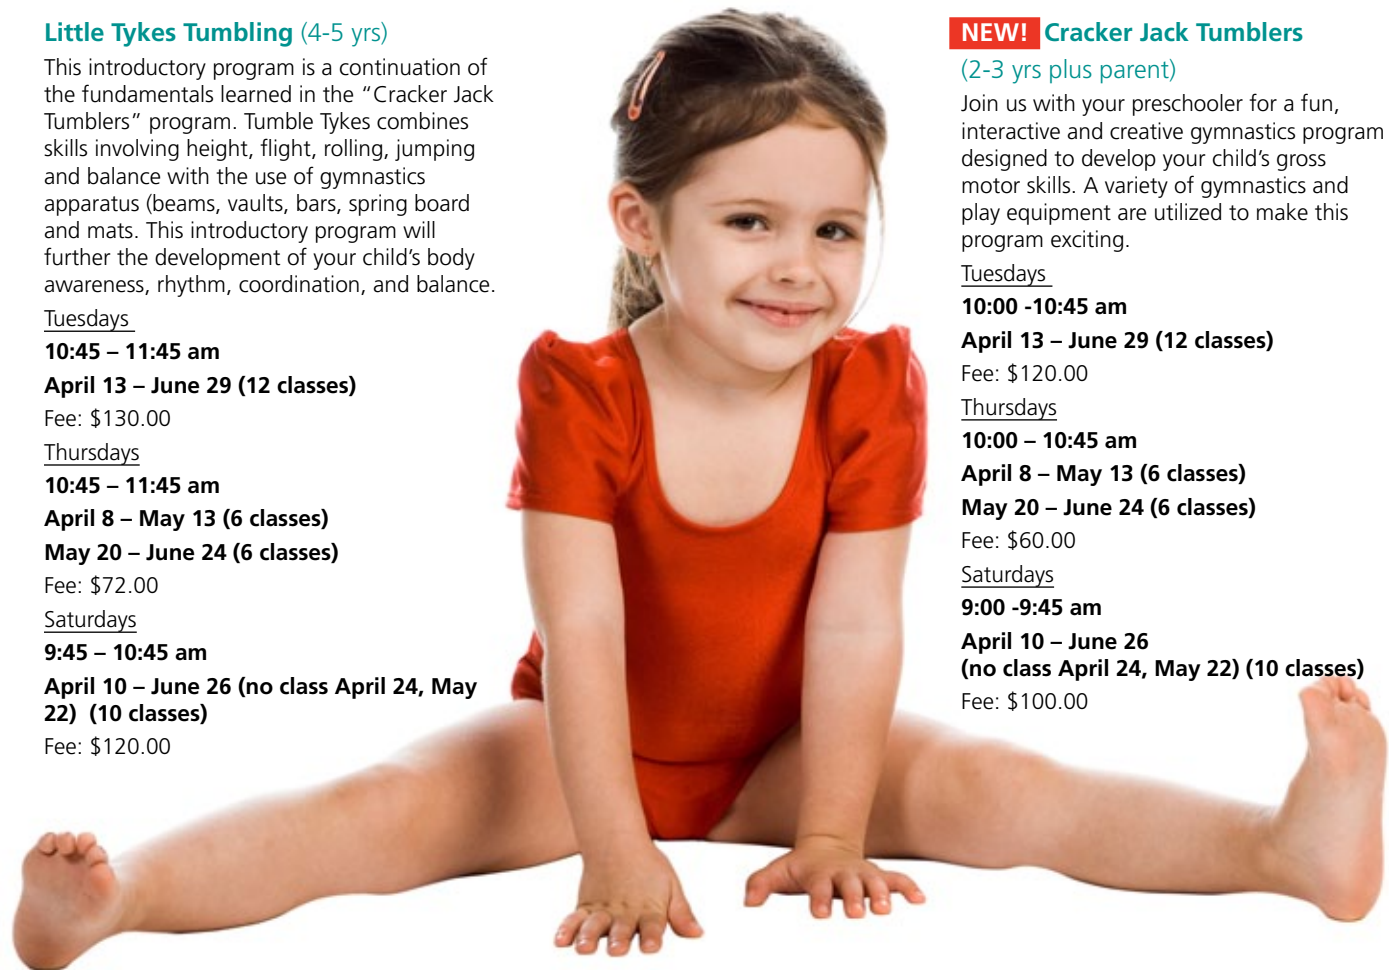 Little Tykes Tumbling (4-5 yrs)
This introductory program is a continuation of
the fundamentals learned in the “Cracker Jack
Tumblers” program. Tumble Tykes combines
skills involving height, flight, rolling, jumping
and balance with the use of gymnastics
apparatus (beams, vaults, bars, spring board
and mats. This introductory program will
further the development of your child’s body
awareness, rhythm, coordination, and balance.
Tuesdays
10:45 – 11:45 am
April 13 – June 29 (12 classes)
Fee: $130.00
Thursdays
10:45 – 11:45 am
April 8 – May 13 (6 classes)
May 20 – June 24 (6 classes)
Fee: $72.00
Saturdays
9:45 – 10:45 am
April 10 – June 26 (no class April 24, May
22)  (10 classes)
Fee: $120.00
NEW! Cracker Jack Tumblers
(2-3 yrs plus parent)
Join us with your preschooler for a fun,
interactive and creative gymnastics program
designed to develop your child’s gross
motor skills. A variety of gymnastics and
play equipment are utilized to make this
program exciting.
Tuesdays
10:00 -10:45 am
April 13 – June 29 (12 classes)
Fee: $120.00
Thursdays
10:00 – 10:45 am
April 8 – May 13 (6 classes)
May 20 – June 24 (6 classes)
Fee: $60.00
Saturdays
9:00 -9:45 am
April 10 – June 26
(no class April 24, May 22) (10 classes)
Fee: $100.00